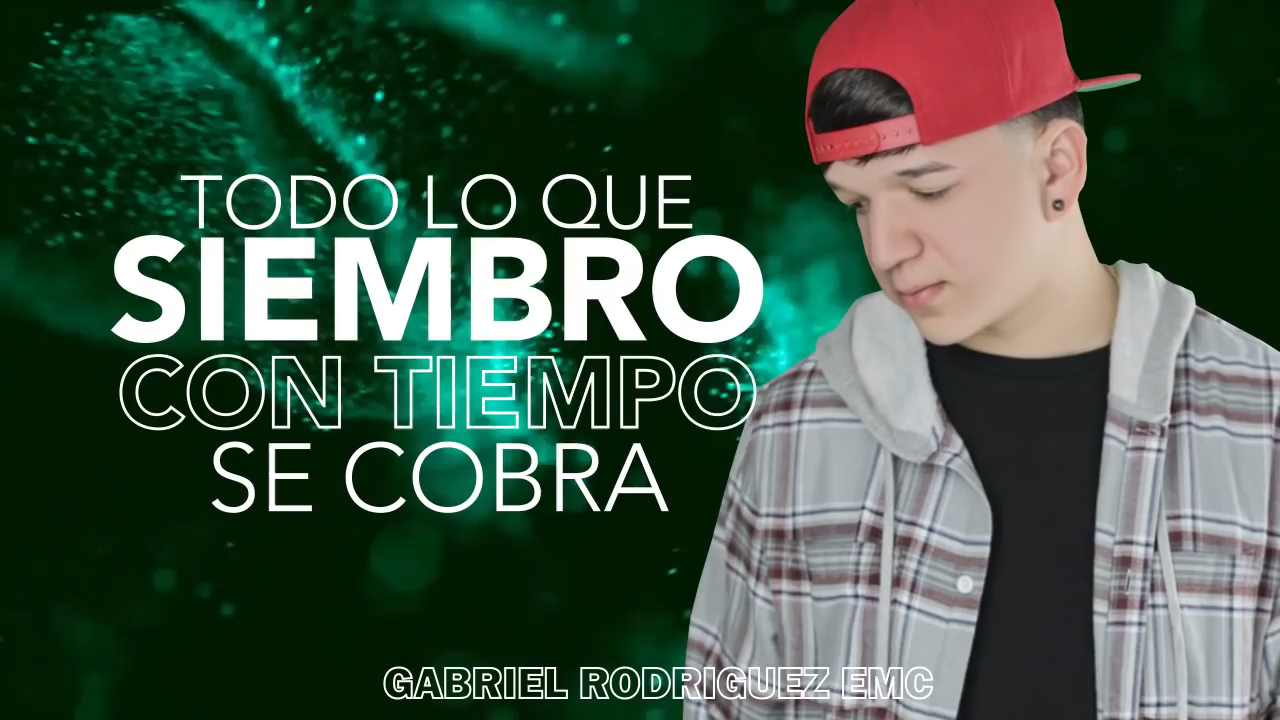 TODO LO QUE
SIEMBRO
CON TIEMPO
SE COBRA
GABRIEL RODRIGUEZ EMC